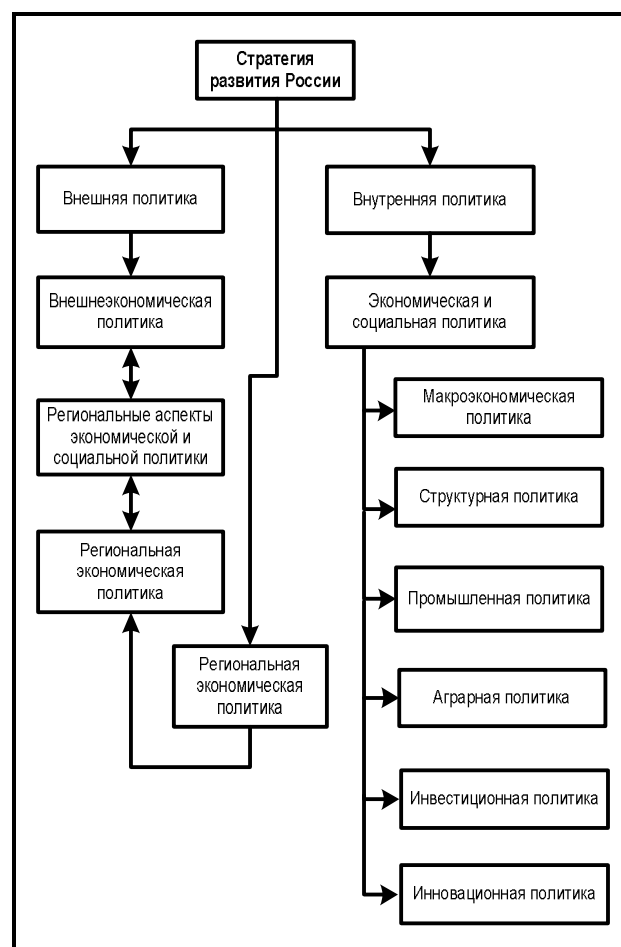 Стратегия
развития России
Внешняя политика
Внутренняя политика
Внешнеэкономическая
политика
Экономическая и
социальная политика
Региональные аспекты
экономической и
социальной политики
Макроэкономическая
политика
Структурная политика
Региональная
экономическая
политика
Промышленная политика
Региональная
экономическая
политика
Аграрная политика
Инвестиционная политика
Инновационная политика